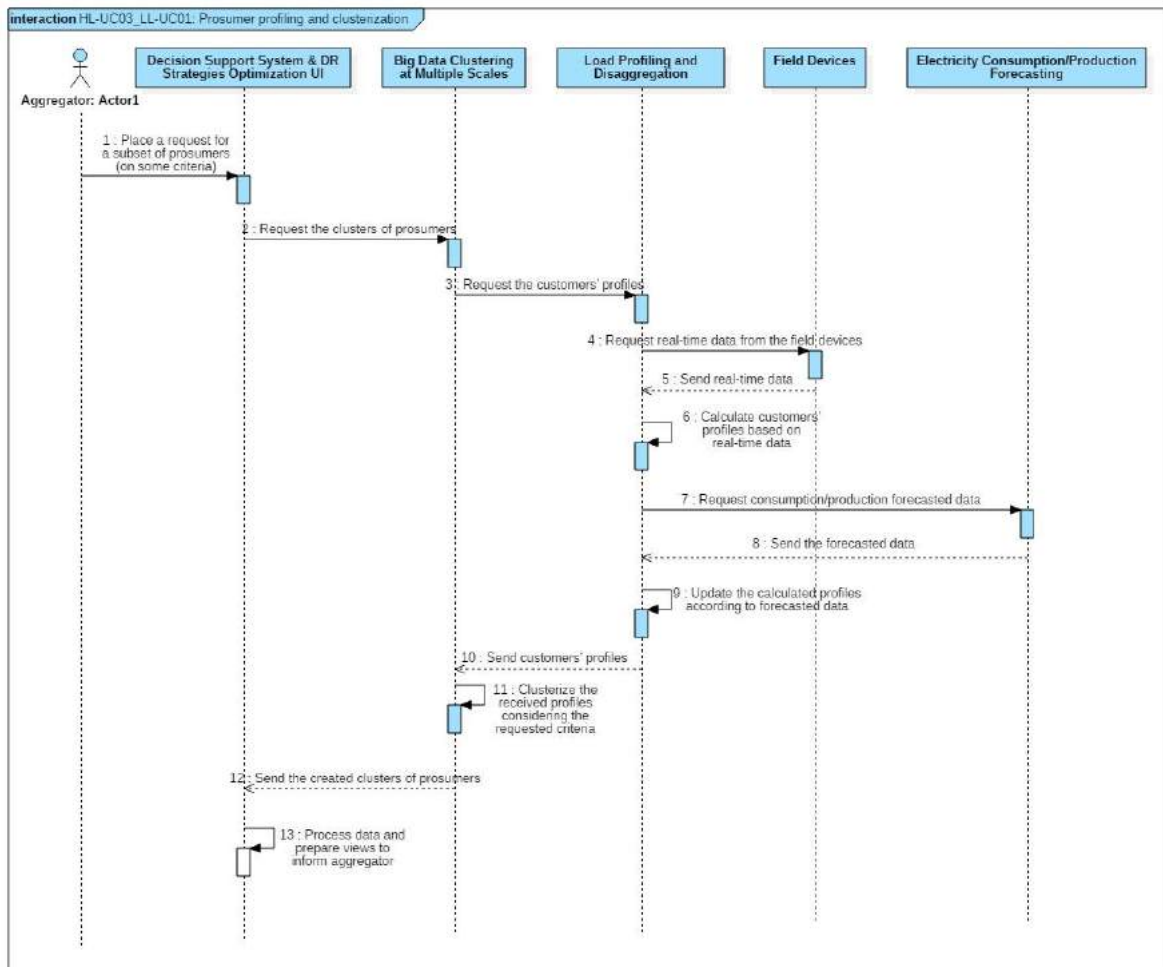 interaction HL-UC03_LL-UC01: Prosumer profiling and clusterization
Decision Support System & DR
Strategies Optimization UI
Big Data Clustering
at Multiple Scales
Load Profiling and
Disaggregation
Field Devices
Electricity Consumption/Production
Forecasting
Aggregator: Actor1
1 : Place a request for
a subset of prosumers
(on some criteria)
2 : Request the clusters of prosumers
3 : Request the customers' profiles
4 : Request real-time data from the field devices
5 : Send real-time data
6 : Calculate customers'
profiles based on
real-time data
7 : Request consumption/production forecasted data
8 : Send the forecasted data
9 : Update the calculated profiles
according to forecasted data
10 : Send customers' profiles
11 : Clusterize the
received profiles
considering the
requested criteria
12 : Send the created clusters of prosumers
13 : Process data and
prepare views to
inform aggregator